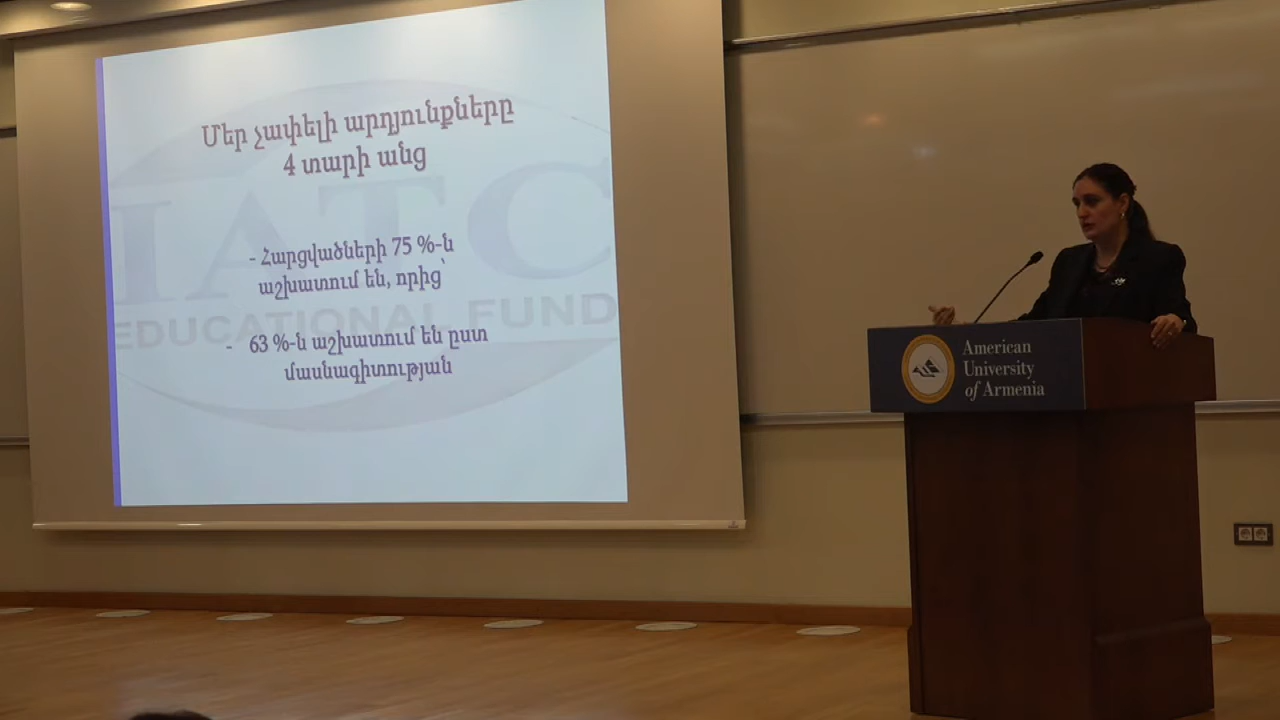 Մեր չափելի արդյունքները
4 տարի անց
- Հարցվածների 75 %-ն
աշխատում են, որից՝
- 63 %-ն աշխատում են ըստ
մասնագիտության
IATC
EDUCATIONAL FUND
American
University
of Armenia